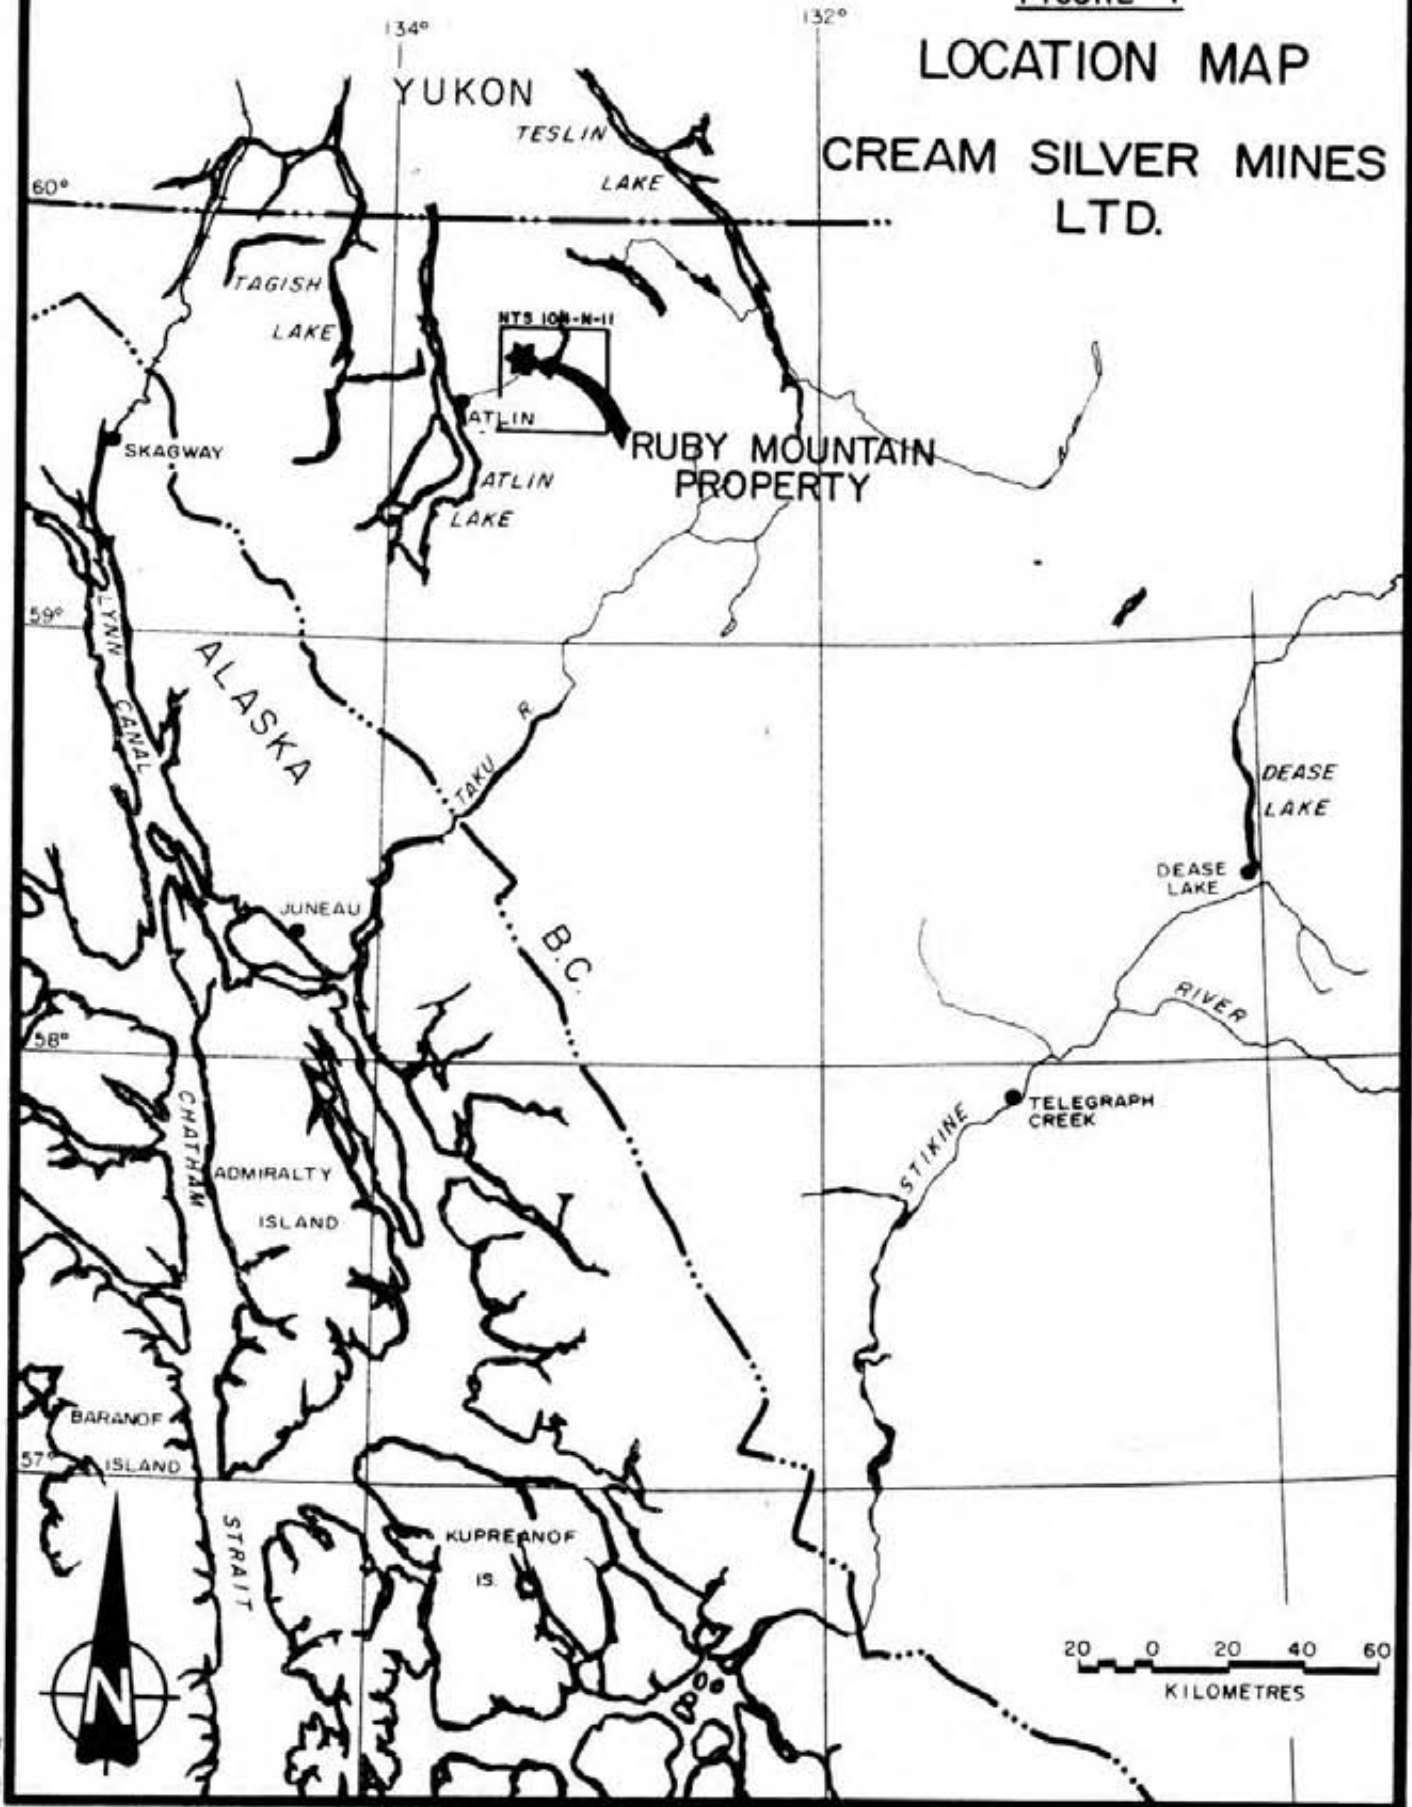 134°
132°
LOCATION MAP
CREAM SILVER MINES
LTD.
YUKON
TESLIN
LAKE
60°
TAGISH
LAKE
ATLIN
RUBY MOUNTAIN
PROPERTY
SKAGWAY
ATLIN
LAKE
59°
LYNN
CANAL
ALASKA
TAKU R.
DEASE
LAKE
DEASE
LAKE
JUNEAU
B.C.
RIVER
58°
TELEGRAPH
CREEK
STIKINE
CHATHAM
ADMIRALTY
ISLAND
BARANOF
ISLAND
57°
STRAIT
KUPREANOF
IS.
20 0 20 40 60
KILOMETRES
N